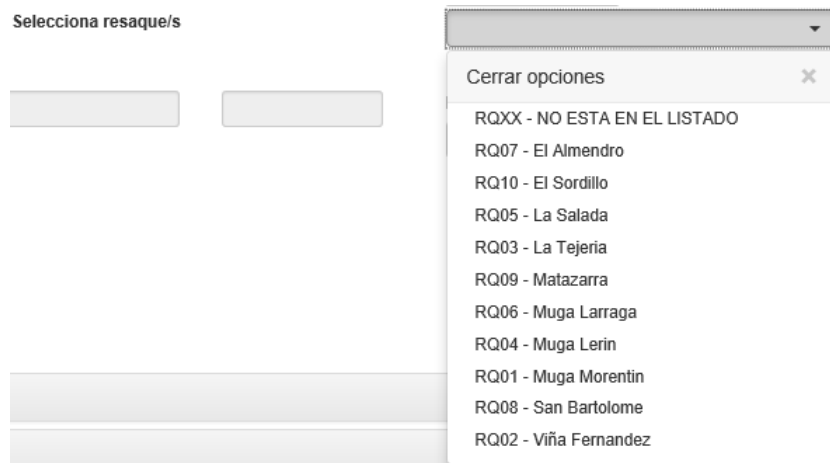 Selecciona resaque/s
Cerrar opciones
RQXX - NO ESTA EN EL LISTADO
RQ07 - El Almendro
RQ10 - El Sordillo
RQ05 - La Salada
RQ03 - La Tejeria
RQ09 - Matazarra
RQ06 - Muga Larraga
RQ04 - Muga Lerin
RQ01 - Muga Morentin
RQ08 - San Bartolome
RQ02 - Viña Fernandez